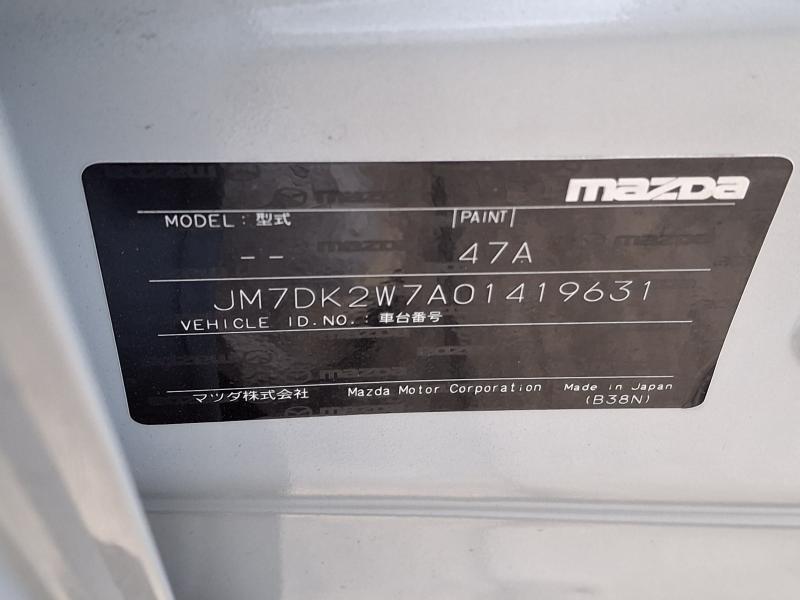 mazda
MODEL: 型式 |PAINT|
-- 47A
JM7DK2W7A01419631
VEHICLE ID.NO.: 車台番号
マツダ株式会社 Mazda Motor Corporation Made in Japan
(B38N)